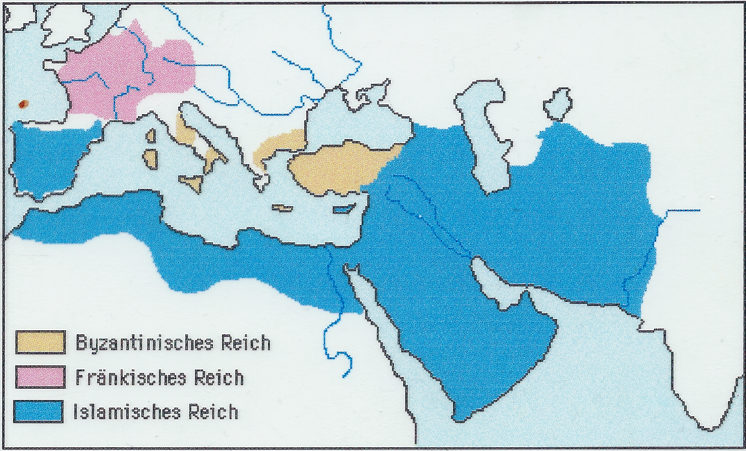 Byzantinisches Reich
Fränkisches Reich
Islamisches Reich